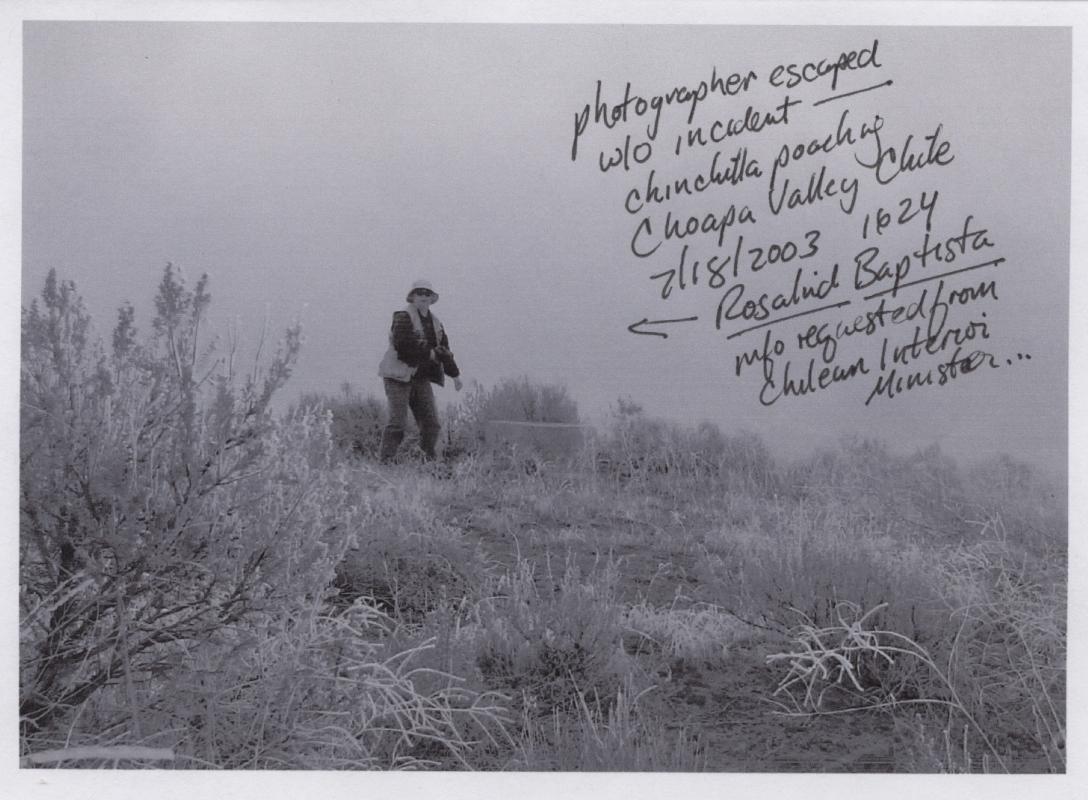 photographer escaped
w/o incident
chinchilla poaching
Choapa Valley Chile
7/18/2003 1624
← Rosalind Baptista
info requested from
Chilean Interior
Minister...